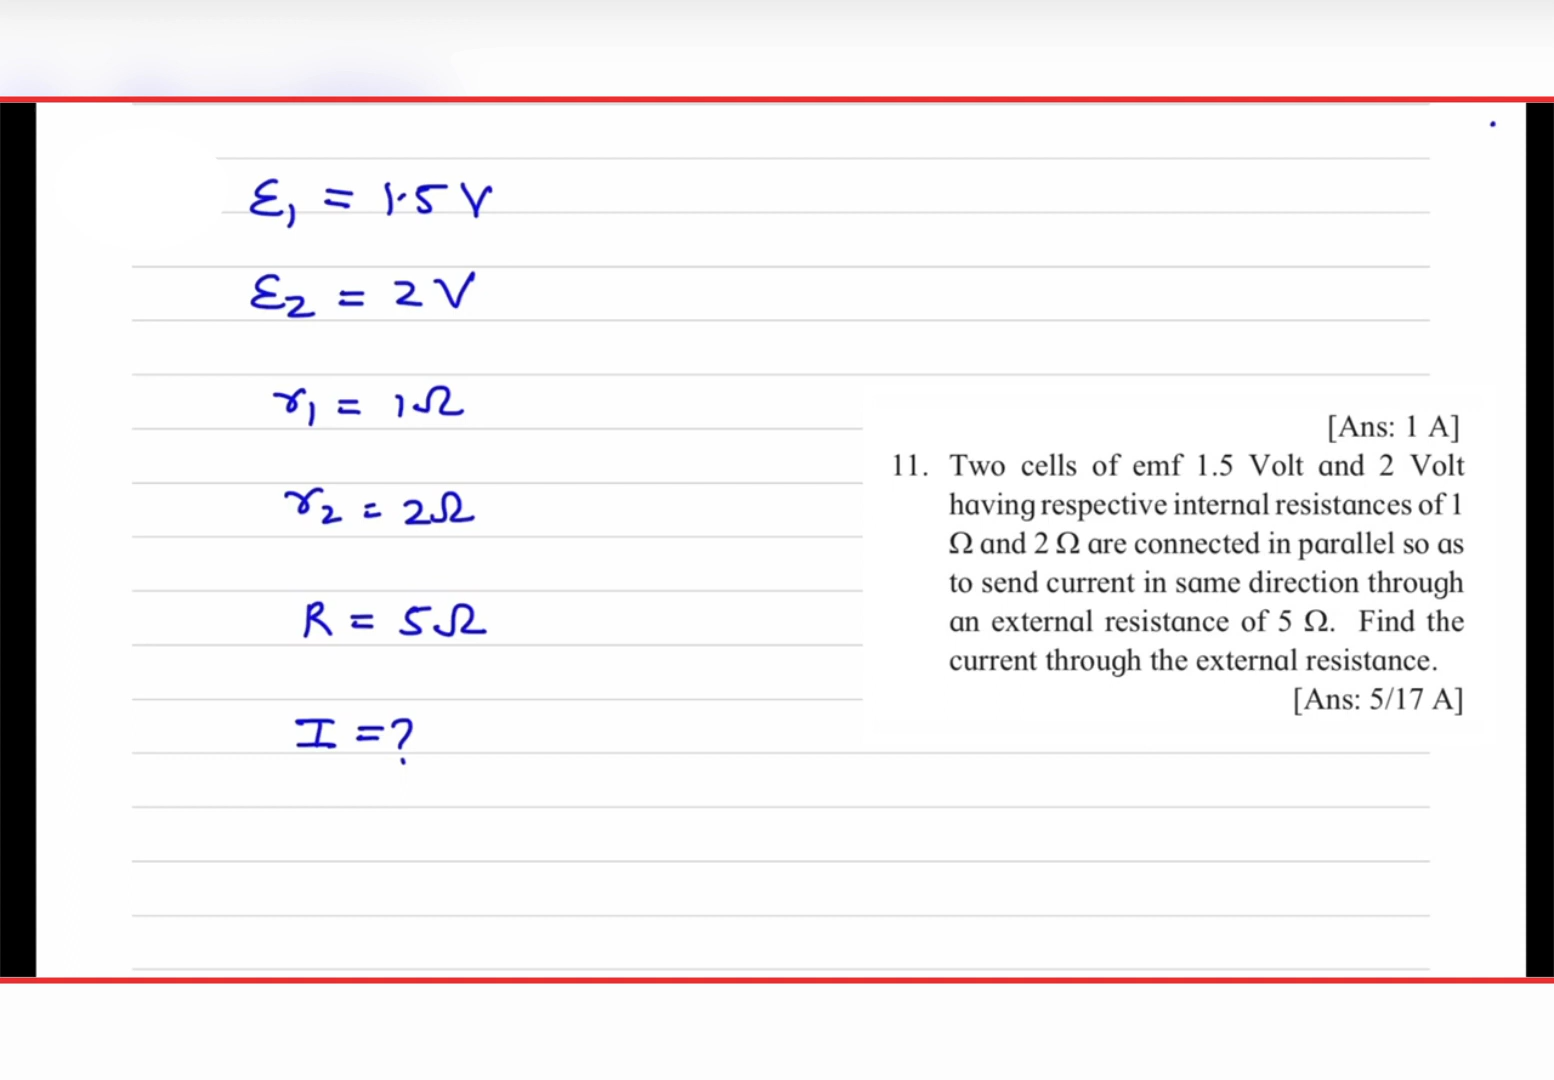 ε₁ = 1.5 V
ε₂ = 2 V
r₁ = 1Ω
r₂ = 2Ω
R = 5Ω
I = ?
[Ans: 1 A]
11. Two cells of emf 1.5 Volt and 2 Volt
having respective internal resistances of 1
Ω and 2 Ω are connected in parallel so as
to send current in same direction through
an external resistance of 5 Ω. Find the
current through the external resistance.
[Ans: 5/17 A]